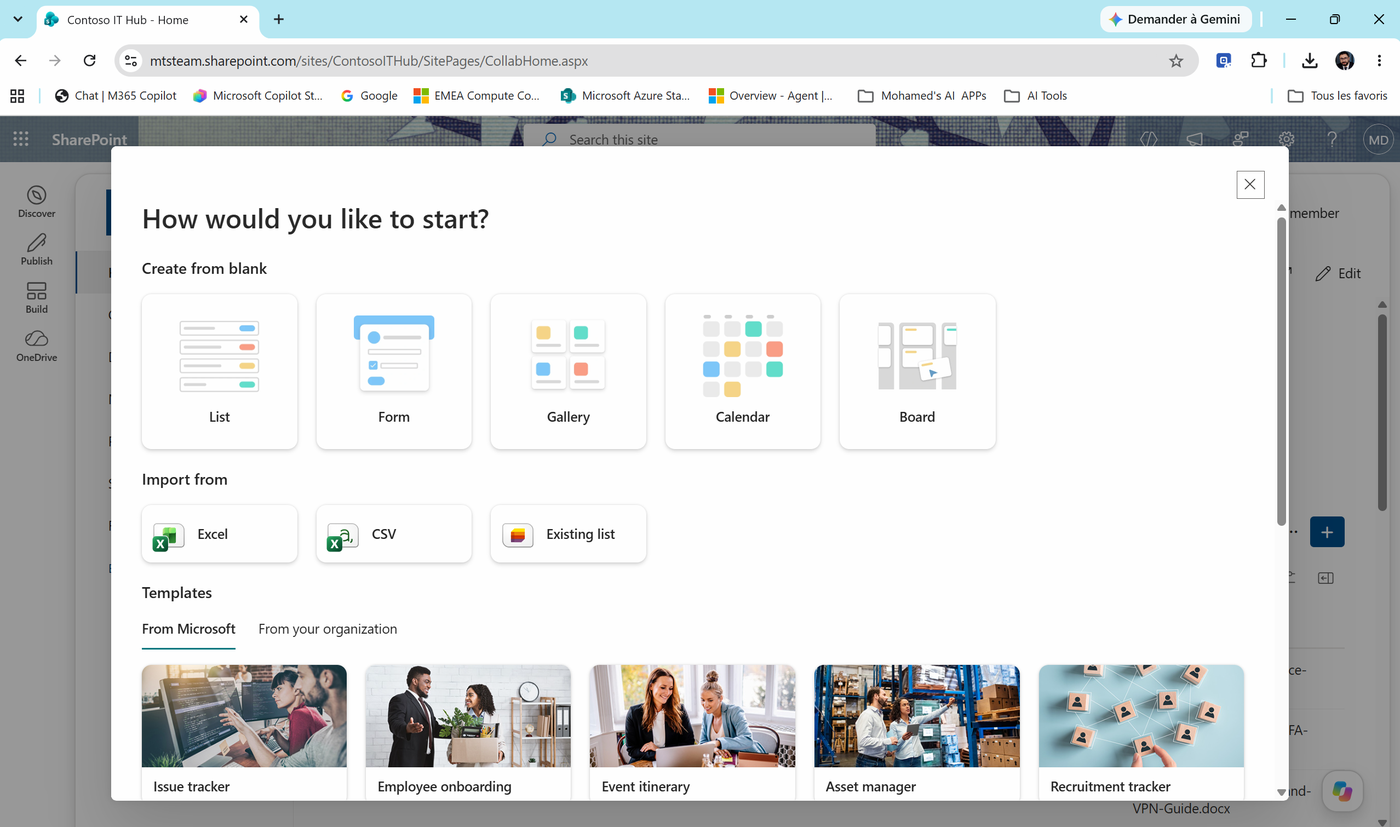 Contoso IT Hub - Home
Demander à Gemini
mtsteam.sharepoint.com/sites/ContosoITHub/SitePages/CollabHome.aspx
Chat | M365 Copilot
Microsoft Copilot St...
Google
EMEA Compute Co...
Microsoft Azure Sta...
Overview - Agent |...
Mohamed's AI APPs
AI Tools
Tous les favoris
SharePoint
Search this site
MD
Discover
Publish
Build
OneDrive
member
Edit
How would you like to start?
Create from blank
List
Form
Gallery
Calendar
Board
Import from
Excel
CSV
Existing list
Templates
From Microsoft
From your organization
Issue tracker
Employee onboarding
Event itinerary
Asset manager
Recruitment tracker
ce-
FA-
nd-
VPN-Guide.docx